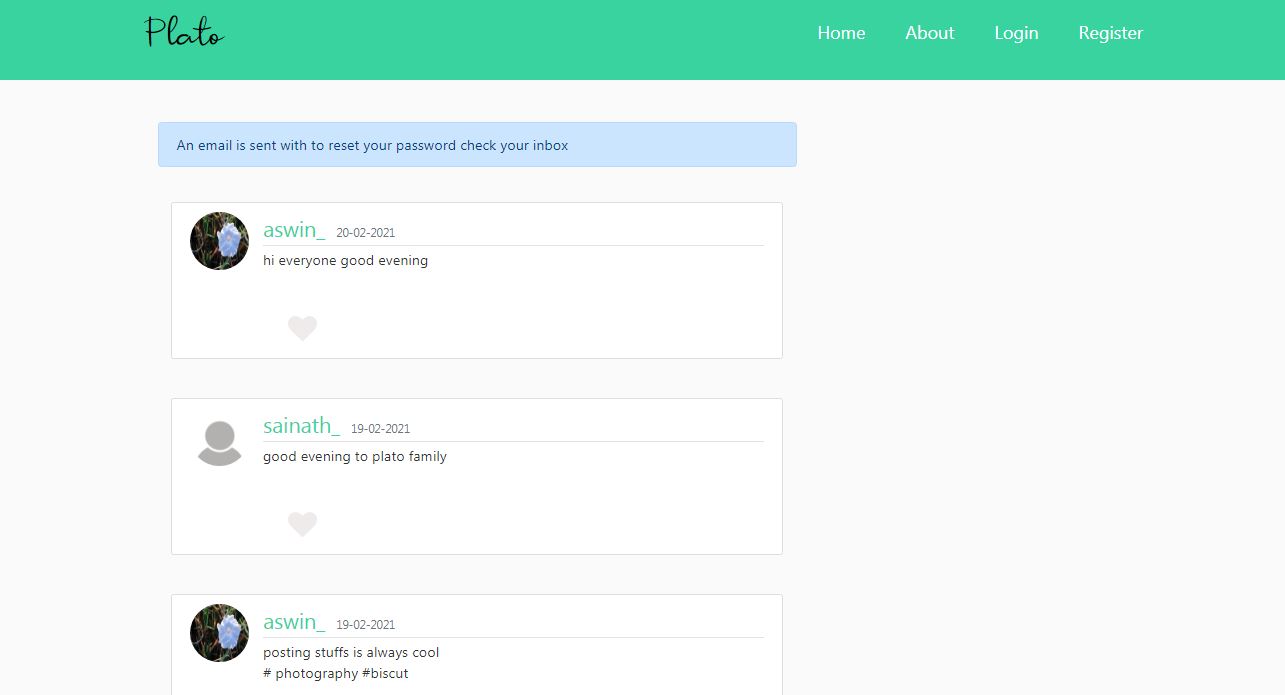 Plato
Home About Login Register
An email is sent with to reset your password check your inbox
aswin_ 20-02-2021
hi everyone good evening
sainath_ 19-02-2021
good evening to plato family
aswin_ 19-02-2021
posting stuffs is always cool
# photography #biscut